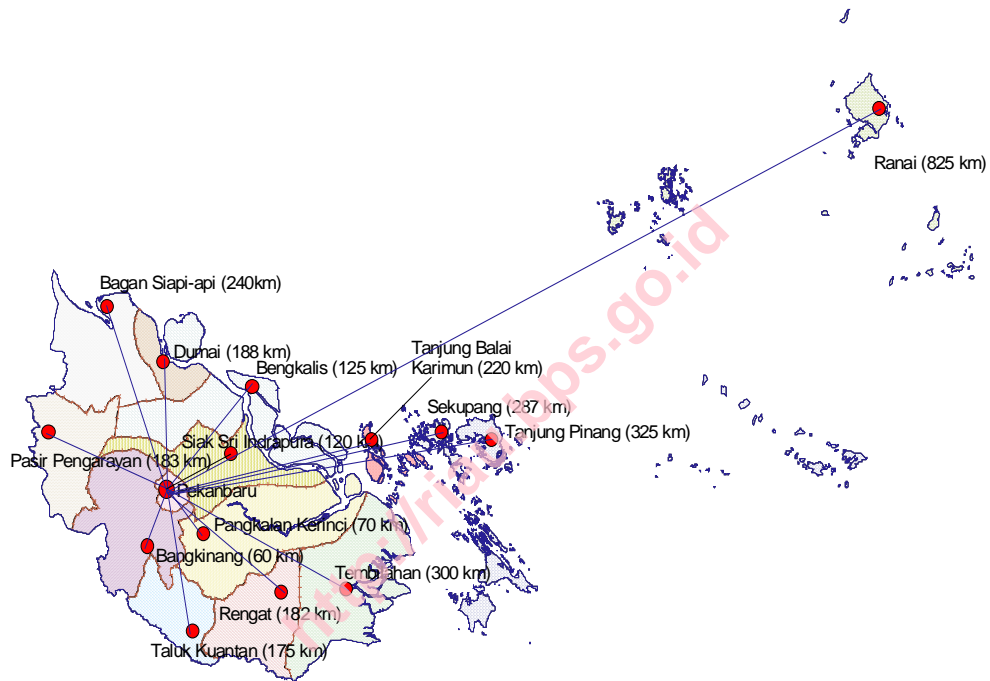 Ranai (825 km)
Bagan Siapi-api (240km)
Dumai (188 km)
Bengkalis (125 km)
Tanjung Balai
Karimun (220 km)
Sekupang (287 km)
Tanjung Pinang (325 km)
Siak Sri Indrapura (120 km)
Pasir Pengarayan (183 km)
Pekanbaru
Pangkalan Kerinci (70 km)
Bangkinang (60 km)
Tembilahan (300 km)
Rengat (182 km)
Taluk Kuantan (175 km)
http://riau.bps.go.id